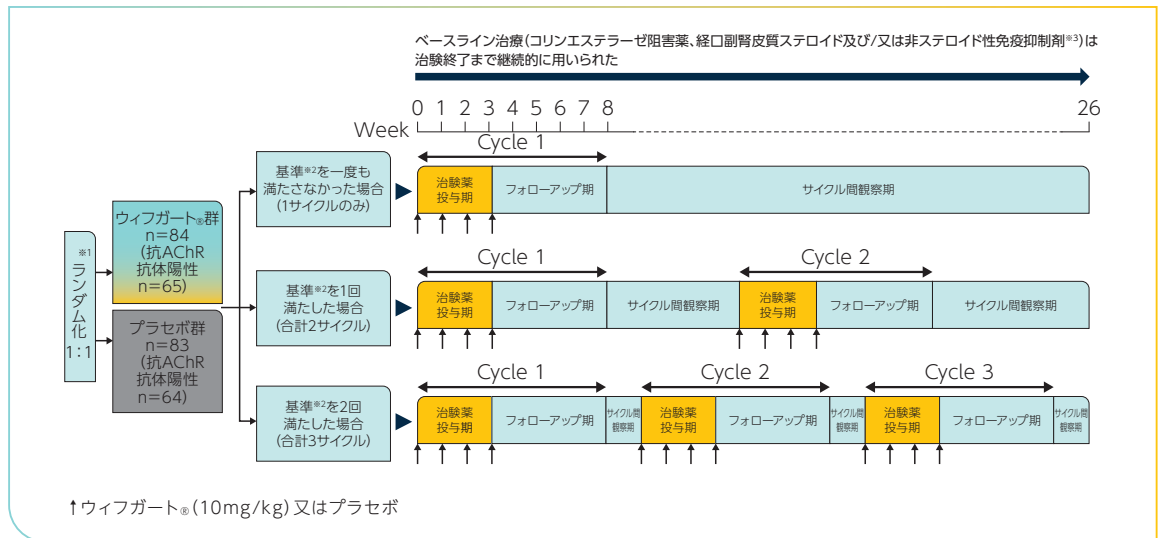 ベースライン治療(コリンエステラーゼ阻害薬、経口副腎皮質ステロイド及び/又は非ステロイド性免疫抑制剤※3)は
治験終了まで継続的に用いられた
Week
0 1 2 3 4 5 6 7 8 26
※1
ランダム化
1:1
ウィフガート®群
n=84
(抗AChR
抗体陽性
n=65)
プラセボ群
n=83
(抗AChR
抗体陽性
n=64)
基準※2を一度も
満たさなかった場合
(1サイクルのみ)
Cycle 1
治験薬
投与期
フォローアップ期
サイクル間観察期
基準※2を1回
満たした場合
(合計2サイクル)
Cycle 1
Cycle 2
治験薬
投与期
フォローアップ期
サイクル間観察期
治験薬
投与期
フォローアップ期
サイクル間観察期
基準※2を2回
満たした場合
(合計3サイクル)
Cycle 1
Cycle 2
Cycle 3
治験薬
投与期
フォローアップ期
サイクル間
観察期
治験薬
投与期
フォローアップ期
サイクル間
観察期
治験薬
投与期
フォローアップ期
サイクル間
観察期
↑ウィフガート®(10mg/kg)又はプラセボ